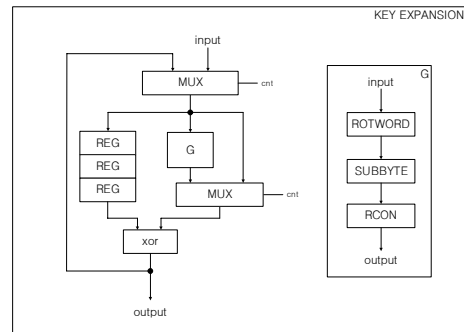 KEY EXPANSION
input
MUX
cnt
REG
REG
REG
G
MUX
cnt
xor
output
G
input
ROTWORD
SUBBYTE
RCON
output